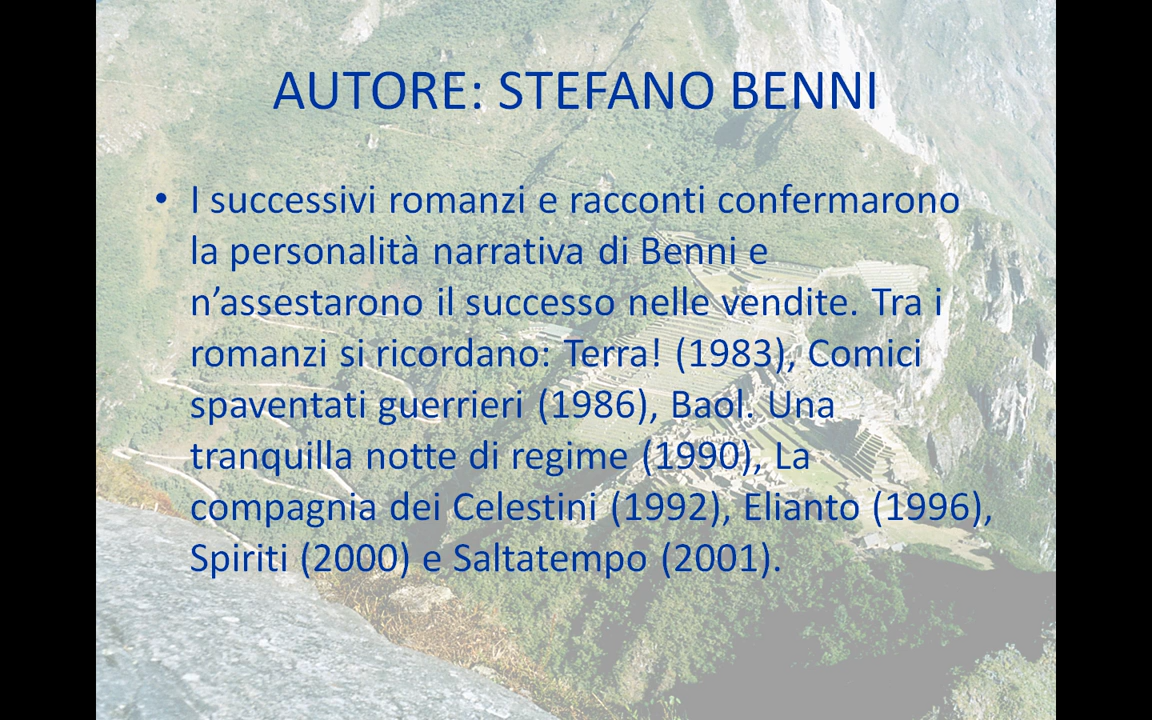 AUTORE: STEFANO BENNI
• I successivi romanzi e racconti confermarono
la personalità narrativa di Benni e
n’assestarono il successo nelle vendite. Tra i
romanzi si ricordano: Terra! (1983), Comici
spaventati guerrieri (1986), Baol. Una
tranquilla notte di regime (1990), La
compagnia dei Celestini (1992), Elianto (1996),
Spiriti (2000) e Saltatempo (2001).